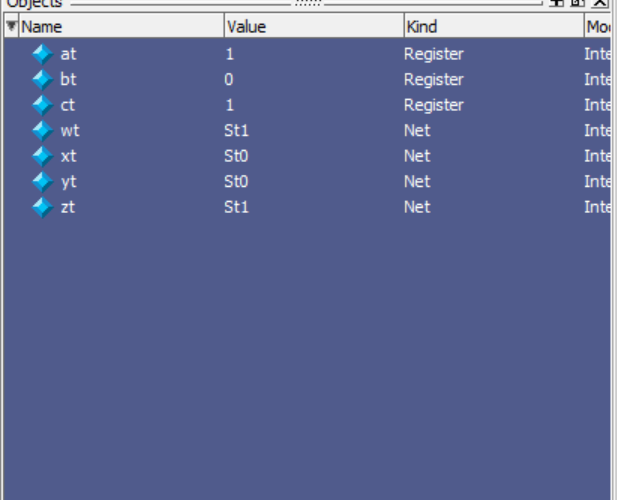 Objects
Name Value Kind Mo
at 1 Register Inte
bt 0 Register Inte
ct 1 Register Inte
wt St1 Net Inte
xt St0 Net Inte
yt St0 Net Inte
zt St1 Net Inte